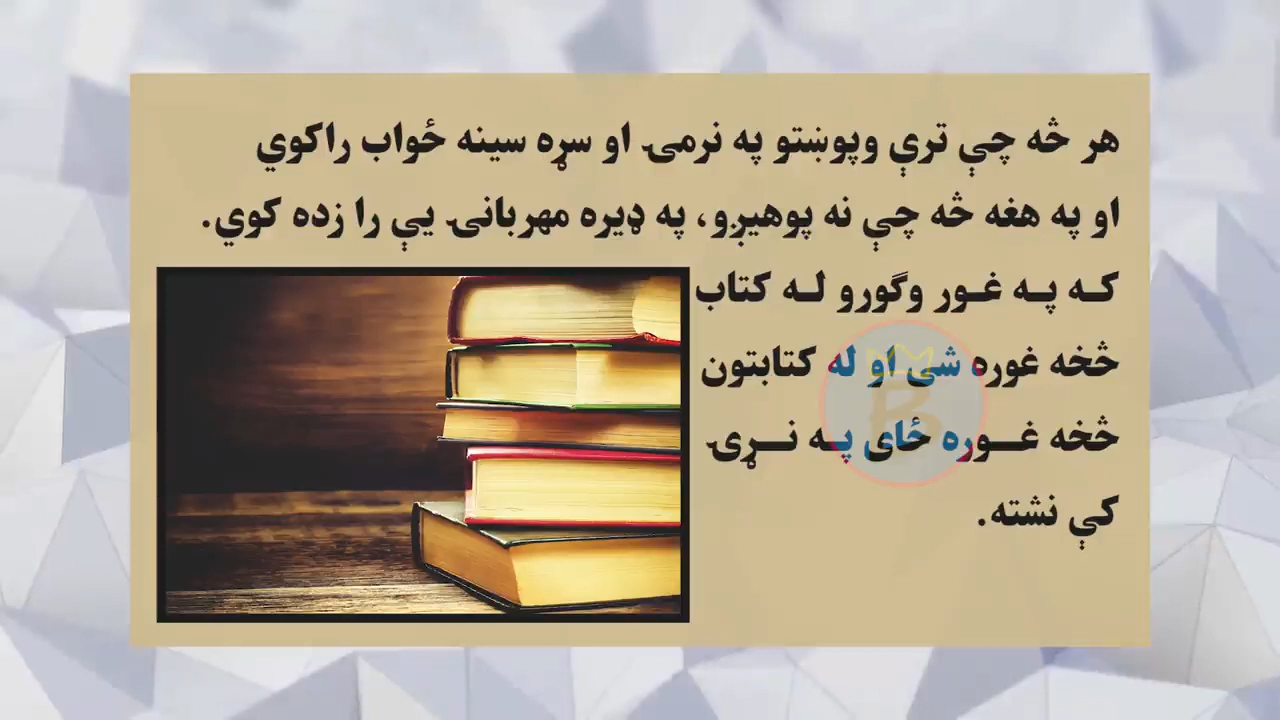 هر څه چې ترې وپوښتو په نرمۍ او سړه سینه ځواب راکوي
او په هغه څه چې نه پوهیږو، په ډیره مهربانۍ یې را زده کوي.
که په غور وګورو له کتاب
څخه غوره شی او له کتابتون
څخه غوره ځای په نړۍ
کې نشته.
B